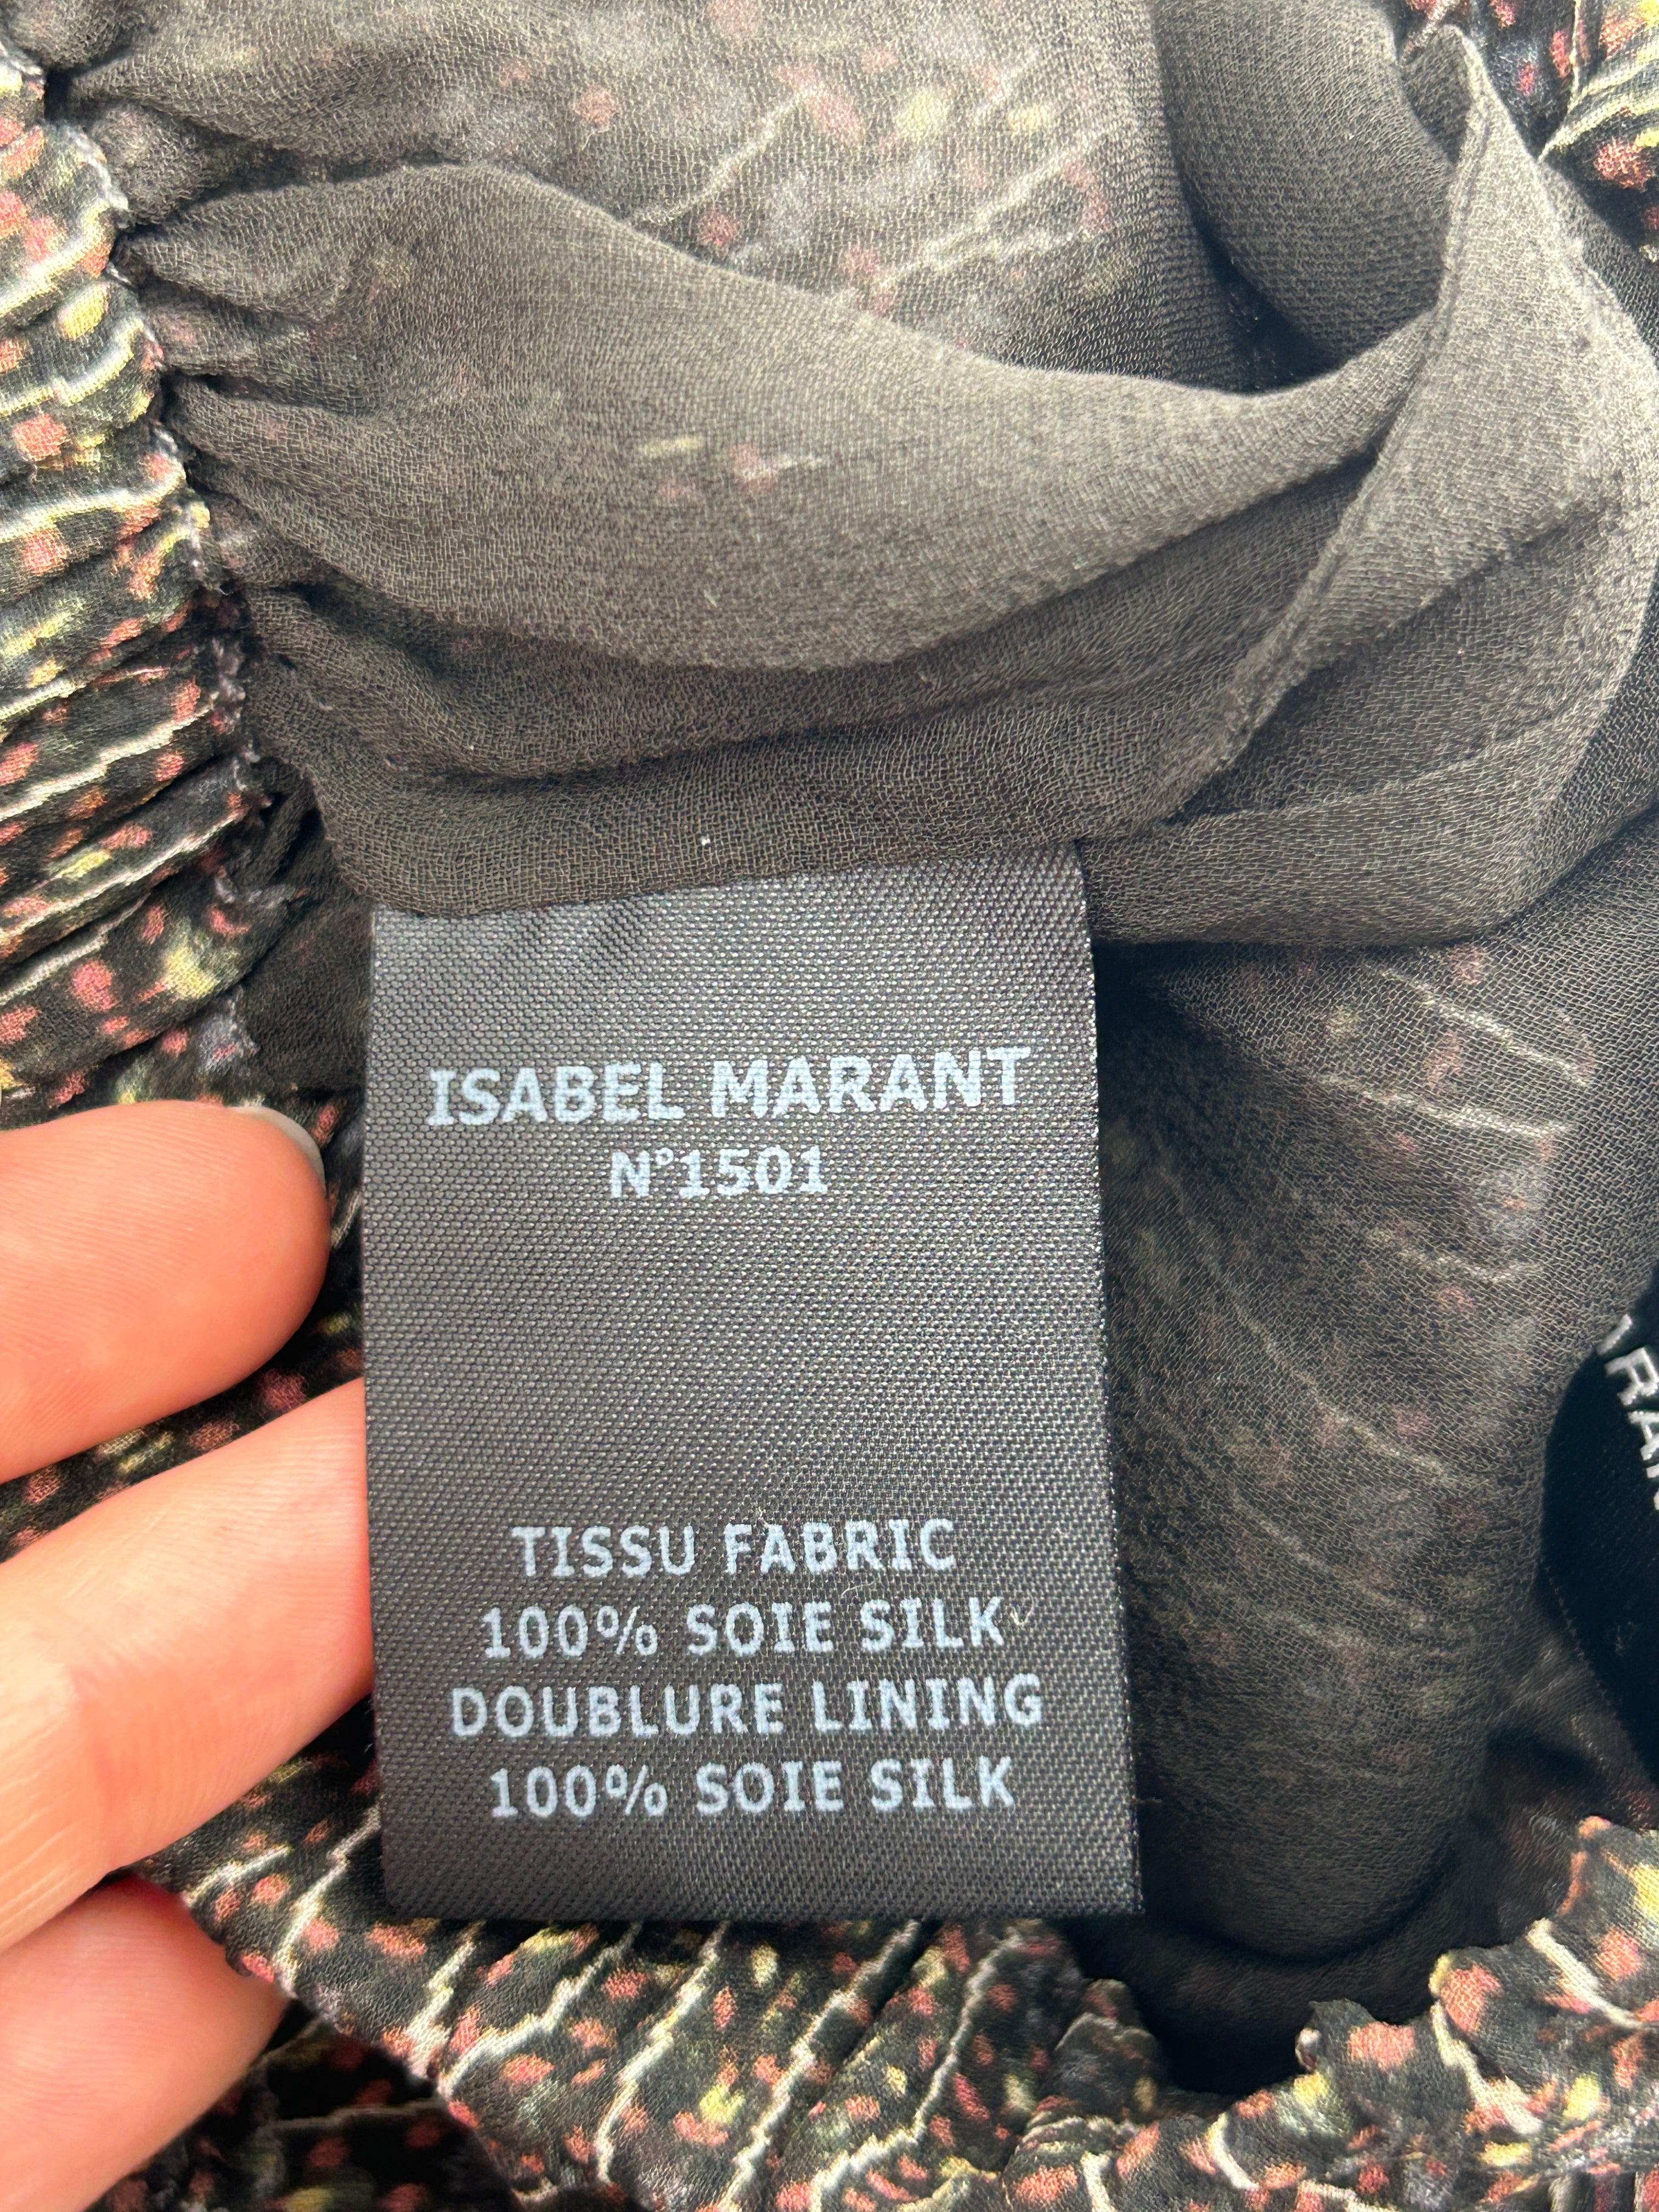 ISABEL MARANT
N°1501
TISSU FABRIC
100% SOIE SILK
DOUBLURE LINING
100% SOIE SILK